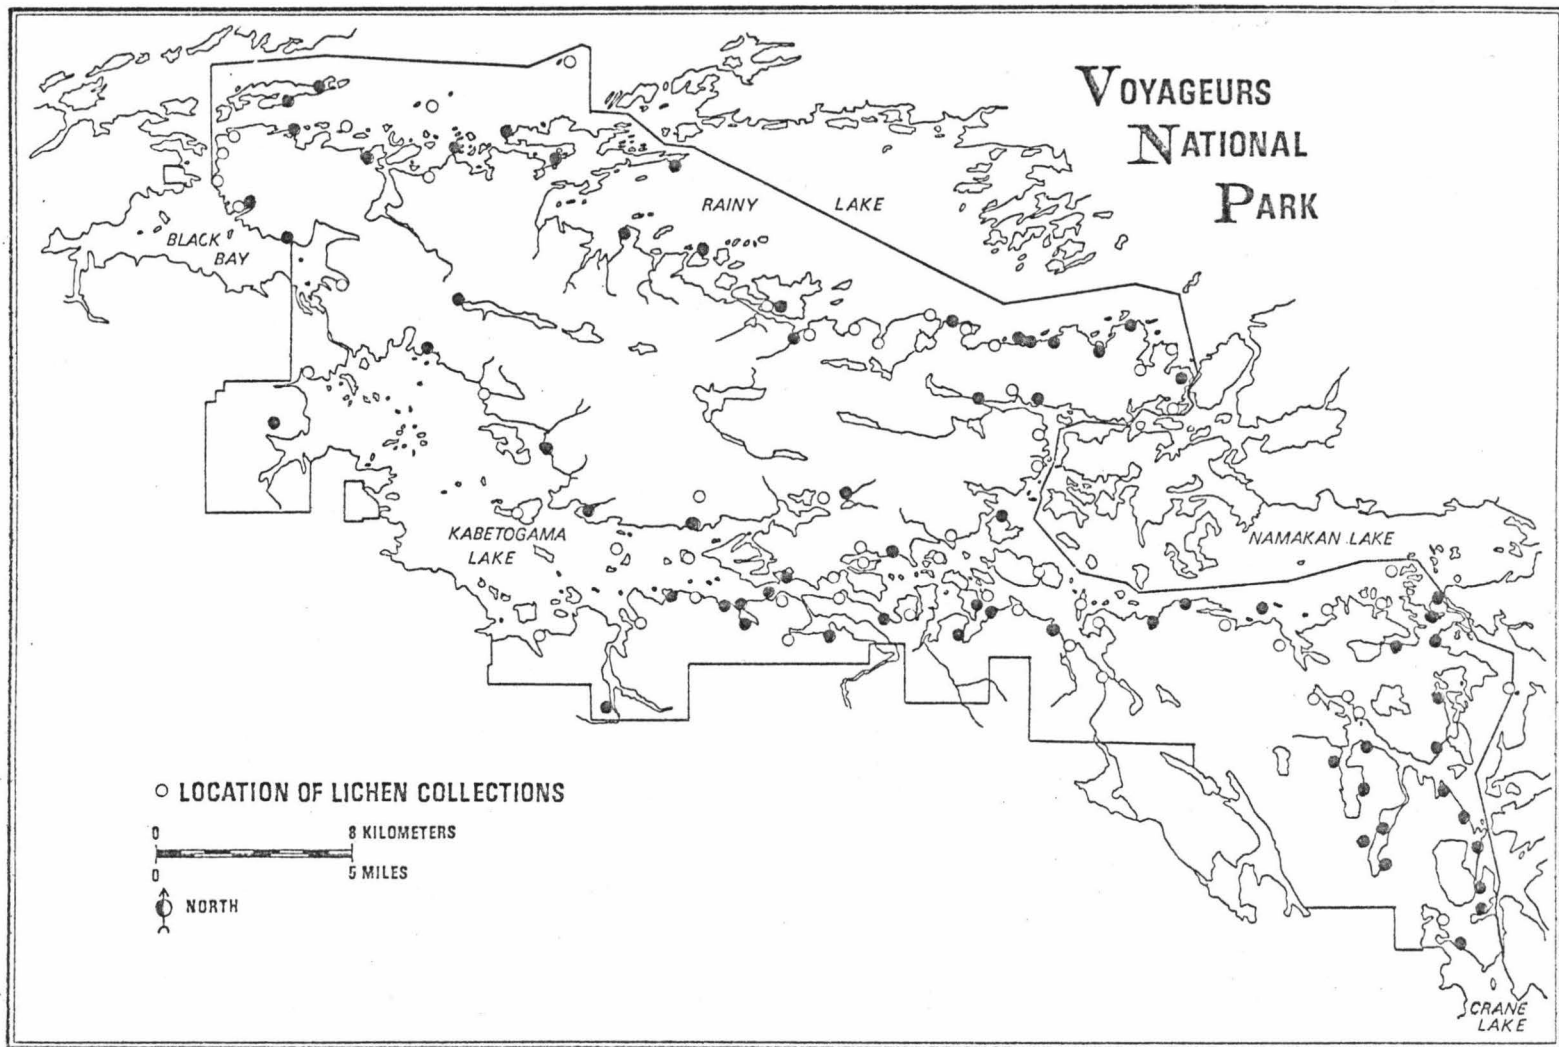 VOYAGEURS
NATIONAL
PARK
RAINY LAKE
BLACK
BAY
KABETOGAMA
LAKE
NAMAKAN LAKE
○ LOCATION OF LICHEN COLLECTIONS
0 8 KILOMETERS
0 5 MILES
NORTH
CRANE
LAKE